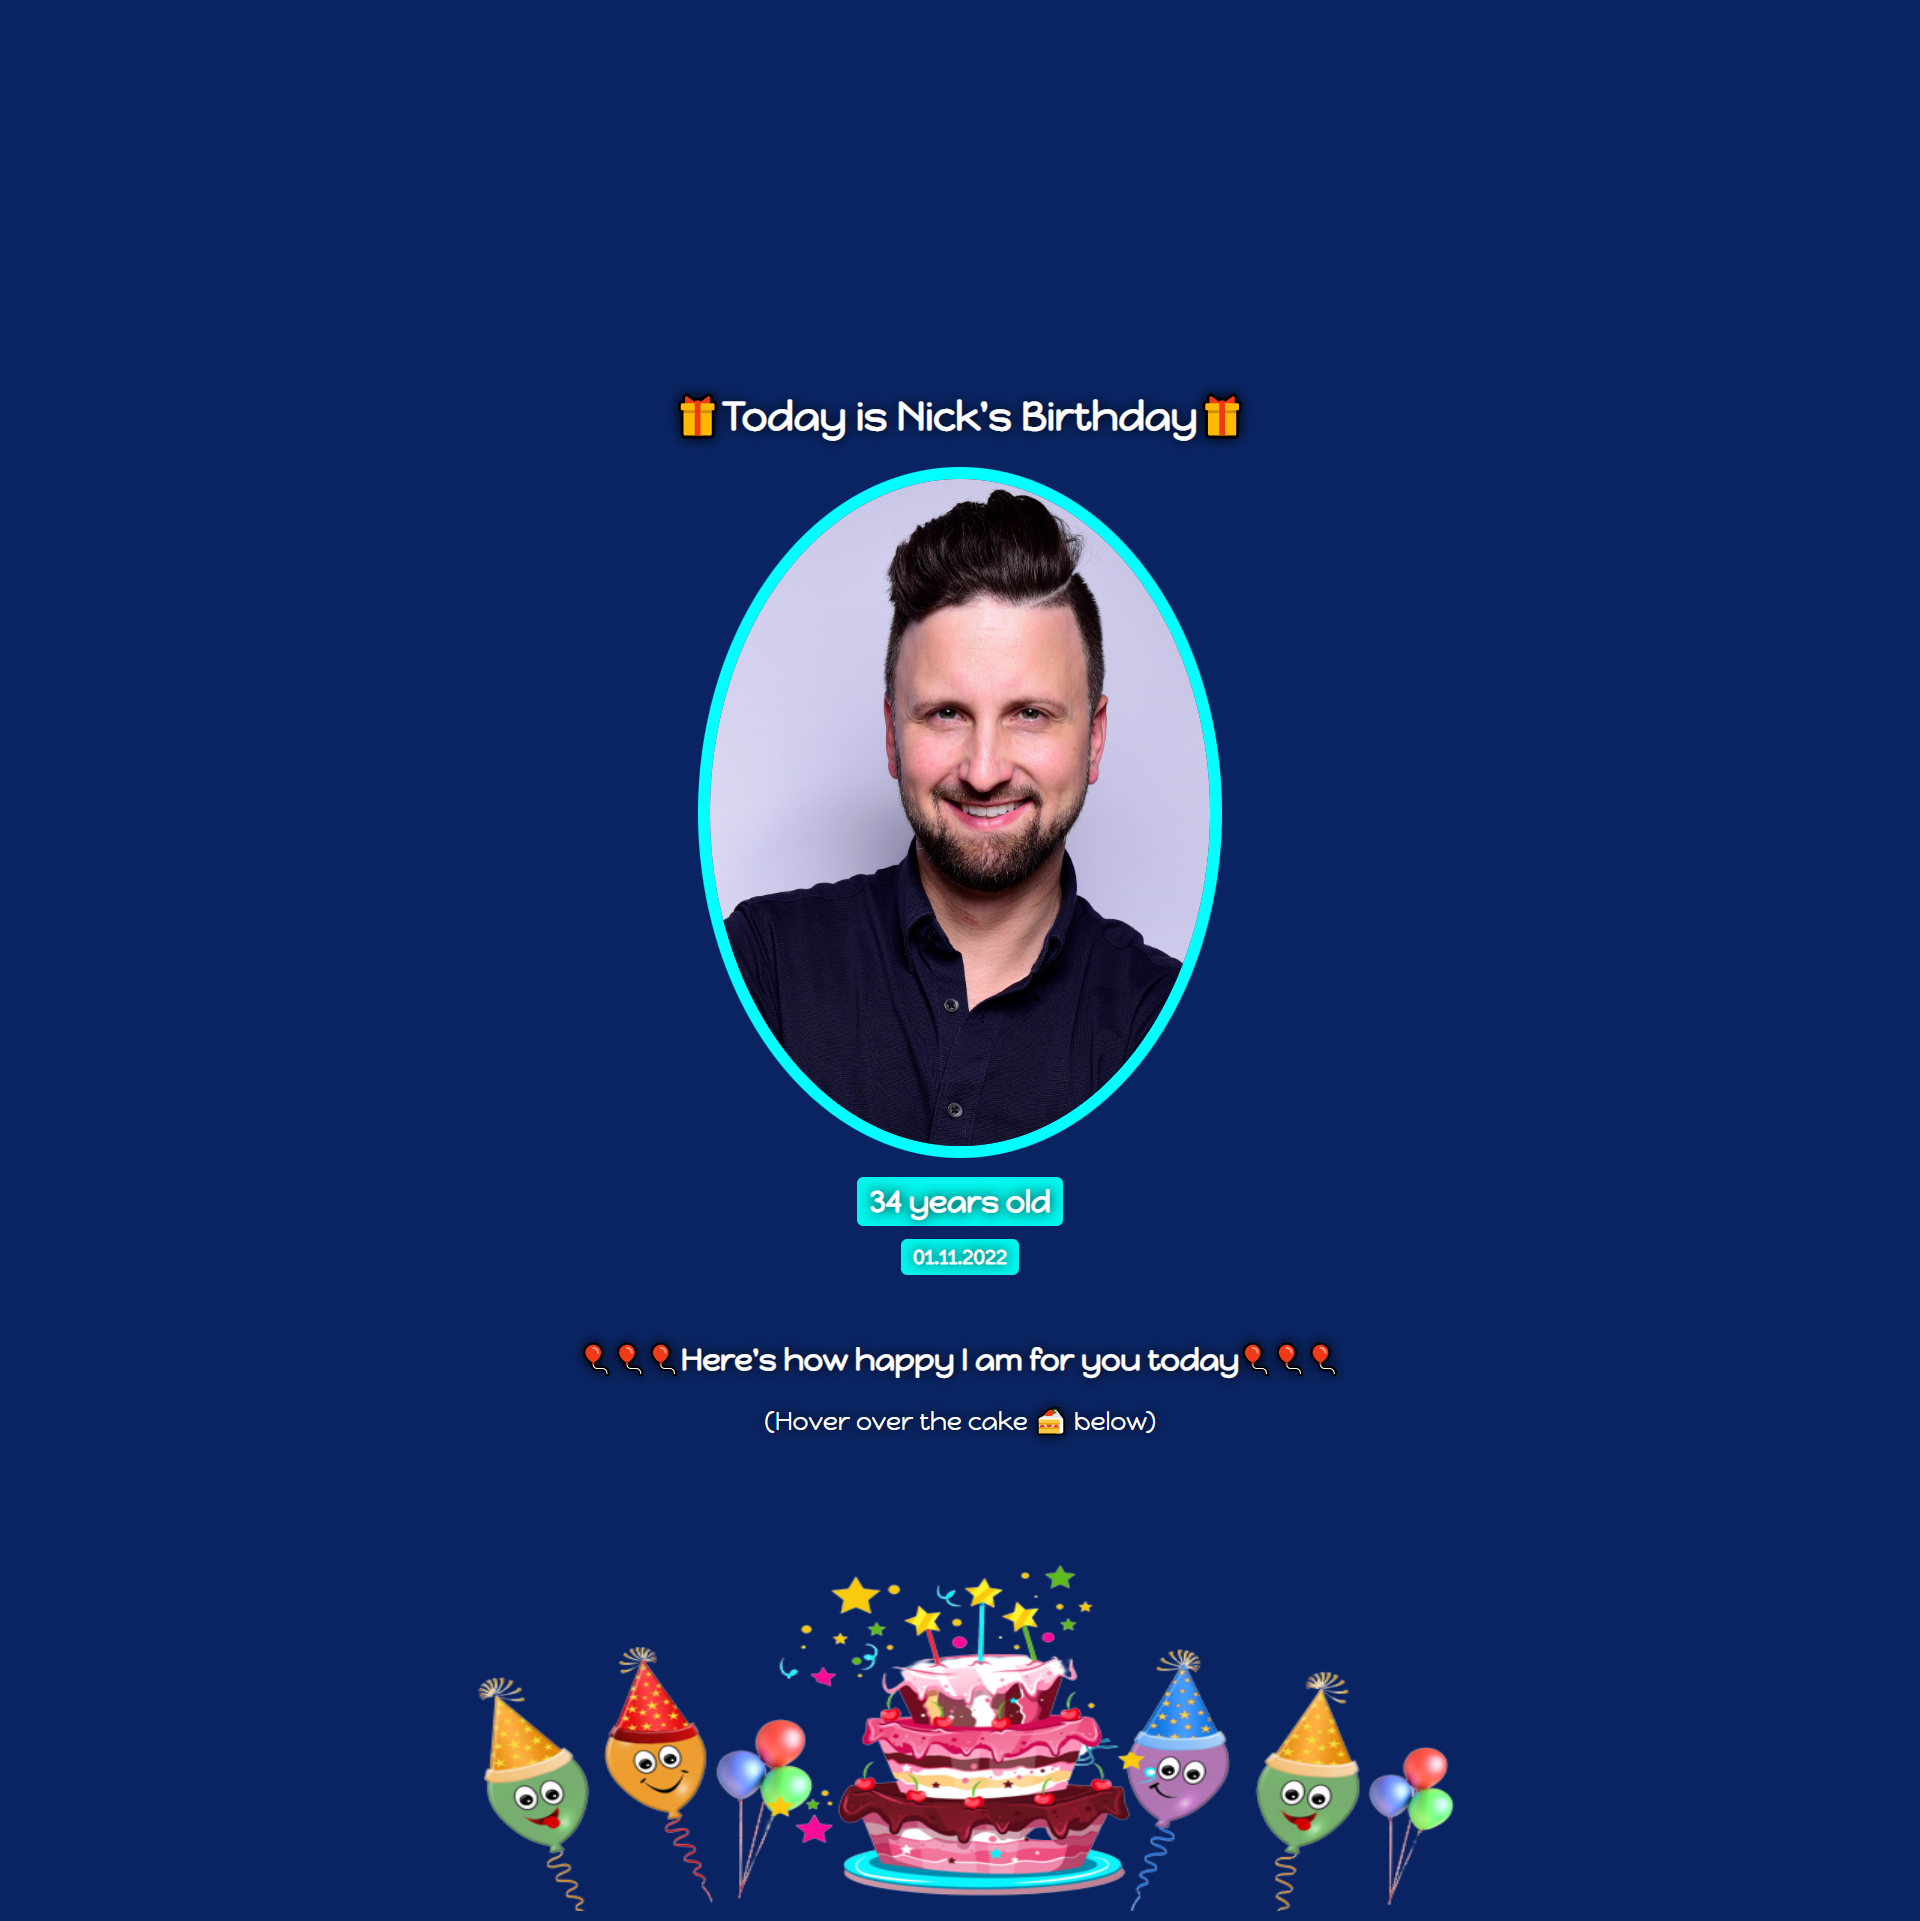 🎁Today is Nick's Birthday🎁
34 years old
01.11.2022
🎈🎈🎈Here's how happy I am for you today🎈🎈🎈
(Hover over the cake 🍰 below)